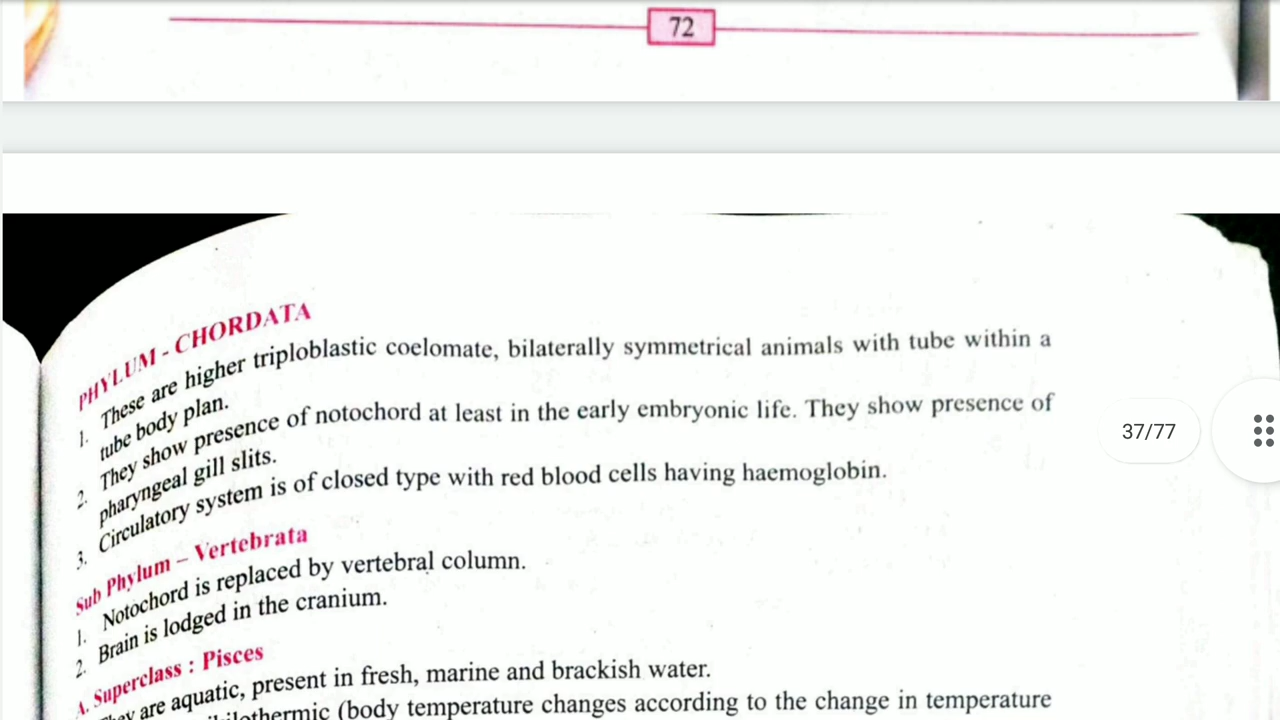 72
PHYLUM - CHORDATA
1. These are higher triploblastic coelomate, bilaterally symmetrical animals with tube within a
tube body plan.
2. They show presence of notochord at least in the early embryonic life. They show presence of
pharyngeal gill slits.
3. Circulatory system is of closed type with red blood cells having haemoglobin.
Sub Phylum – Vertebrata
1. Notochord is replaced by vertebral column.
2. Brain is lodged in the cranium.
A. Superclass : Pisces
are aquatic, present in fresh, marine and brackish water.
(body temperature changes according to the change in temperature
37/77